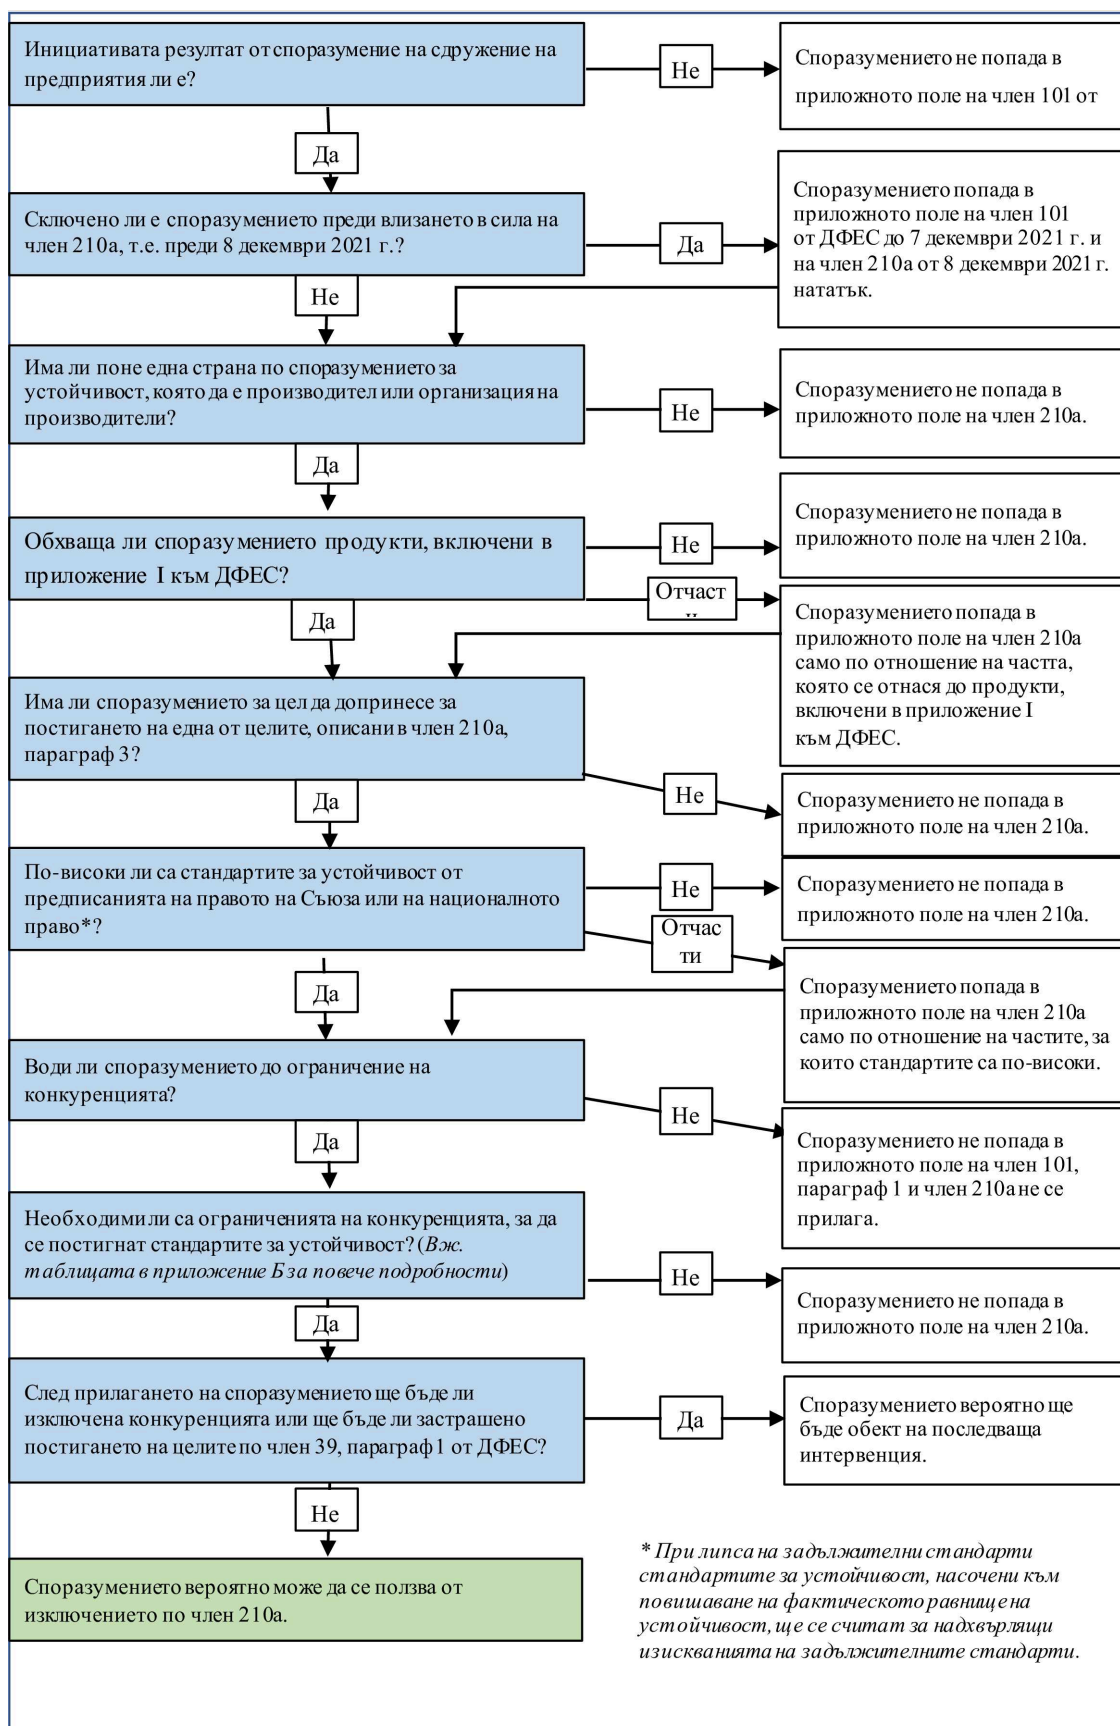 Инициативата резултат от споразумение на сдружение на
предприятия ли е?
Не
Споразумението не попада в
приложното поле на член 101 от
Да
Сключено ли е споразумението преди влизането в сила на
член 210а, т.е. преди 8 декември 2021 г.?
Да
Споразумението попада в
приложното поле на член 101
от ДФЕС до 7 декември 2021 г. и
на член 210а от 8 декември 2021 г.
нататък.
Не
Има ли поне една страна по споразумението за
устойчивост, която да е производител или организация на
производители?
Не
Споразумението не попада в
приложното поле на член 210а.
Да
Обхваща ли споразумението продукти, включени в
приложение I към ДФЕС?
Не
Споразумението не попада в
приложното поле на член 210а.
Отчаст
и
Споразумението попада в
приложното поле на член 210а
само по отношение на частта,
която се отнася до продукти,
включени в приложение I
към ДФЕС.
Да
Има ли споразумението за цел да допринесе за
постигането на една от целите, описани в член 210а,
параграф 3?
Не
Споразумението не попада в
приложното поле на член 210а.
Да
По-високи ли са стандартите за устойчивост от
предписанията на правото на Съюза или на националното
право*?
Не
Споразумението не попада в
приложното поле на член 210а.
Отчас
ти
Споразумението попада в
приложното поле на член 210а
само по отношение на частите, за
които стандартите са по-високи.
Да
Води ли споразумението до ограничение на
конкуренцията?
Не
Споразумението не попада в
приложното поле на член 101,
параграф 1 и член 210а не се
прилага.
Да
Необходими ли са ограниченията на конкуренцията, за да
се постигнат стандартите за устойчивост? (Вж.
таблицата в приложение Б за повече подробности)
Не
Споразумението не попада в
приложното поле на член 210а.
Да
След прилагането на споразумението ще бъде ли
изключена конкуренцията или ще бъде ли застрашено
постигането на целите по член 39, параграф 1 от ДФЕС?
Да
Споразумението вероятно ще
бъде обект на последваща
интервенция.
Не
Споразумението вероятно може да се ползва от
изключението по член 210а.
* При липса на задължителни стандарти
стандартите за устойчивост, насочени към
повишаване на фактическото равнище на
устойчивост, ще се считат за надхвърлящи
изискванията на задължителните стандарти.